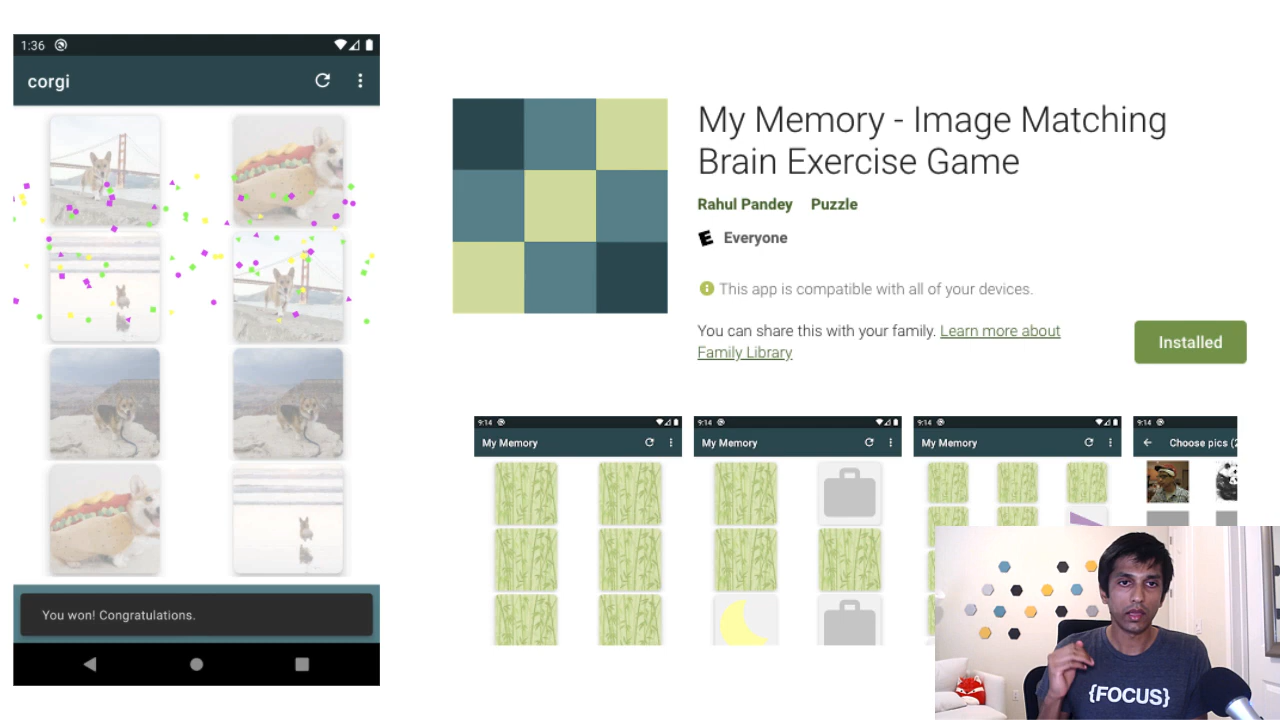 1:36
corgi
You won! Congratulations.
My Memory - Image Matching
Brain Exercise Game
Rahul Pandey Puzzle
E Everyone
This app is compatible with all of your devices.
You can share this with your family. Learn more about
Family Library
Installed
9:14
My Memory
9:14
My Memory
9:14
My Memory
9:14
Choose pics (2
{FOCUS}